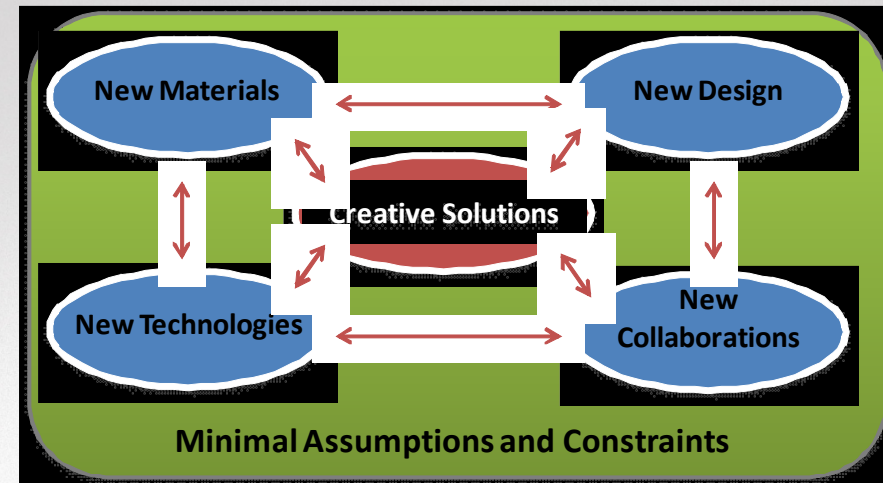 New Materials
New Design
Creative Solutions
New Technologies
New
Collaborations
Minimal Assumptions and Constraints